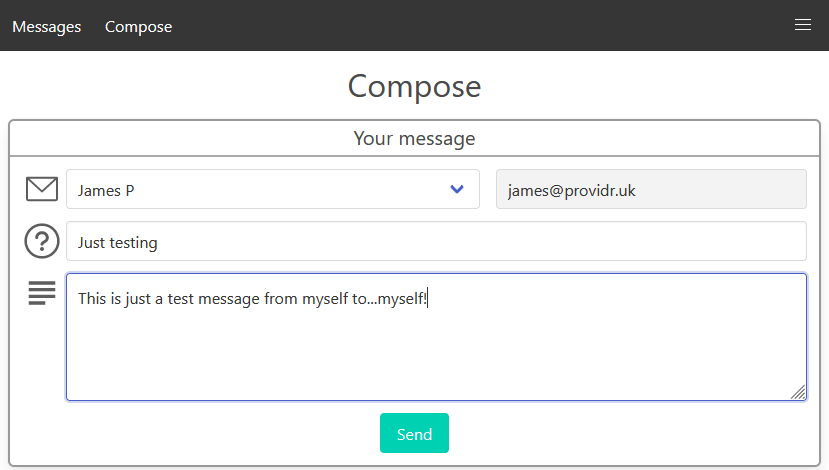 Messages Compose
Compose
Your message
James P james@providr.uk
Just testing
This is just a test message from myself to...myself!
Send